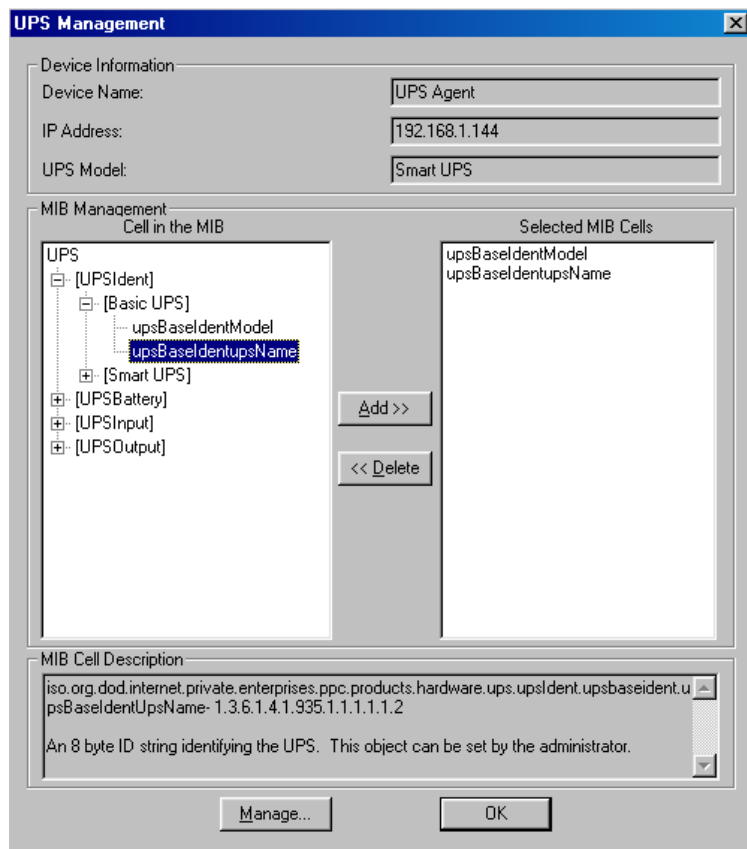 UPS Management
Device Information
Device Name:
UPS Agent
IP Address:
192.168.1.144
UPS Model:
Smart UPS
MIB Management
Cell in the MIB
Selected MIB Cells
UPS
[UPSIdent]
[Basic UPS]
upsBaseIdentModel
upsBaseIdentupsName
[Smart UPS]
[UPSBattery]
[UPSInput]
[UPSOutput]
Add >>
<< Delete
upsBaseIdentModel
upsBaseIdentupsName
MIB Cell Description
iso.org.dod.internet.private.enterprises.ppc.products.hardware.ups.upsIdent.upsbaseident.u
psBaseIdentUpsName- 1.3.6.1.4.1.935.1.1.1.1.1.2
An 8 byte ID string identifying the UPS.  This object can be set by the administrator.
Manage...
OK